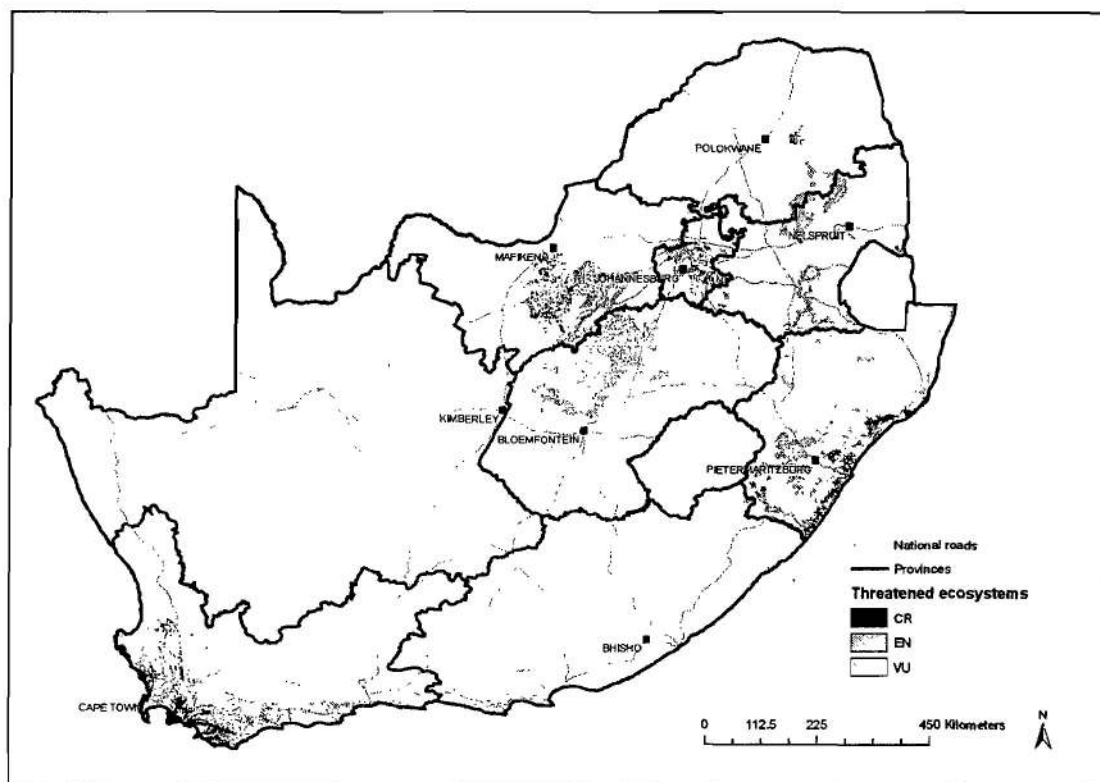 POLOKWANE
NELSPRUIT
MAFIKENG
JOHANNESBURG
KIMBERLEY
BLOEMFONTEIN
PIETERMARITZBURG
National roads
Provinces
Threatened ecosystems
CR
EN
VU
BHISHO
CAPE TOWN
0 112.5 225 450 Kilometers
N